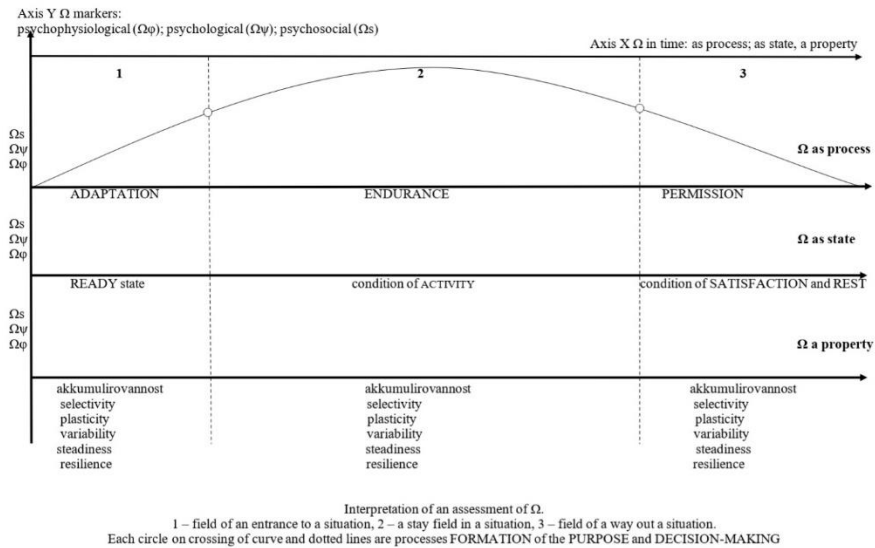 Axis Y Ω markers:
psychophysiological (Ωφ); psychological (Ωψ); psychosocial (Ωs)
Axis X Ω in time: as process; as state, a property
1 2 3
Ωs
Ωψ
Ωφ
Ω as process
ADAPTATION ENDURANCE PERMISSION
Ωs
Ωψ
Ωφ
Ω as state
READY state condition of ACTIVITY condition of SATISFACTION and REST
Ωs
Ωψ
Ωφ
Ω a property
akkumulirovannost akkumulirovannost akkumulirovannost
selectivity selectivity selectivity
plasticity plasticity plasticity
variability variability variability
steadiness steadiness steadiness
resilience resilience resilience
Interpretation of an assessment of Ω.
1 – field of an entrance to a situation, 2 – a stay field in a situation, 3 – field of a way out a situation.
Each circle on crossing of curve and dotted lines are processes FORMATION of the PURPOSE and DECISION-MAKING